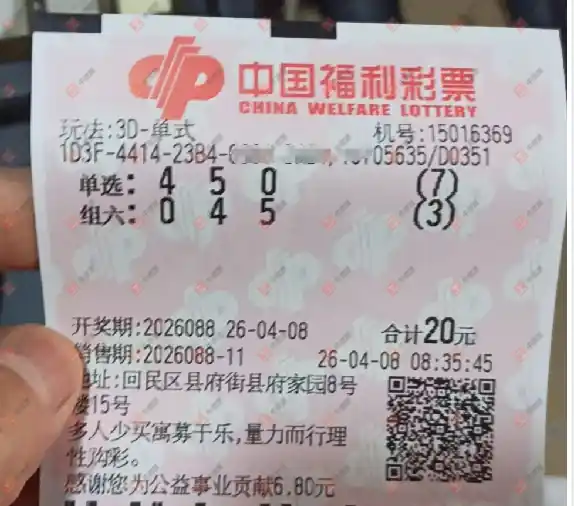 中国福利彩票
CHINA WELFARE LOTTERY
玩法:3D-单式 机号:15016369
1D3F-4414-23B4- 05635/D0351
单选: 4 5 0 (7)
组六: 0 4 5 (3)
开奖期:2026088 26-04-08 合计20元
销售期:2026088-11 26-04-08 08:35:45
地址:回民区县府街县府家园8号
楼15号
多人少买寓募于乐,量力而行理
性购彩。
感谢您为公益事业贡献6.80元